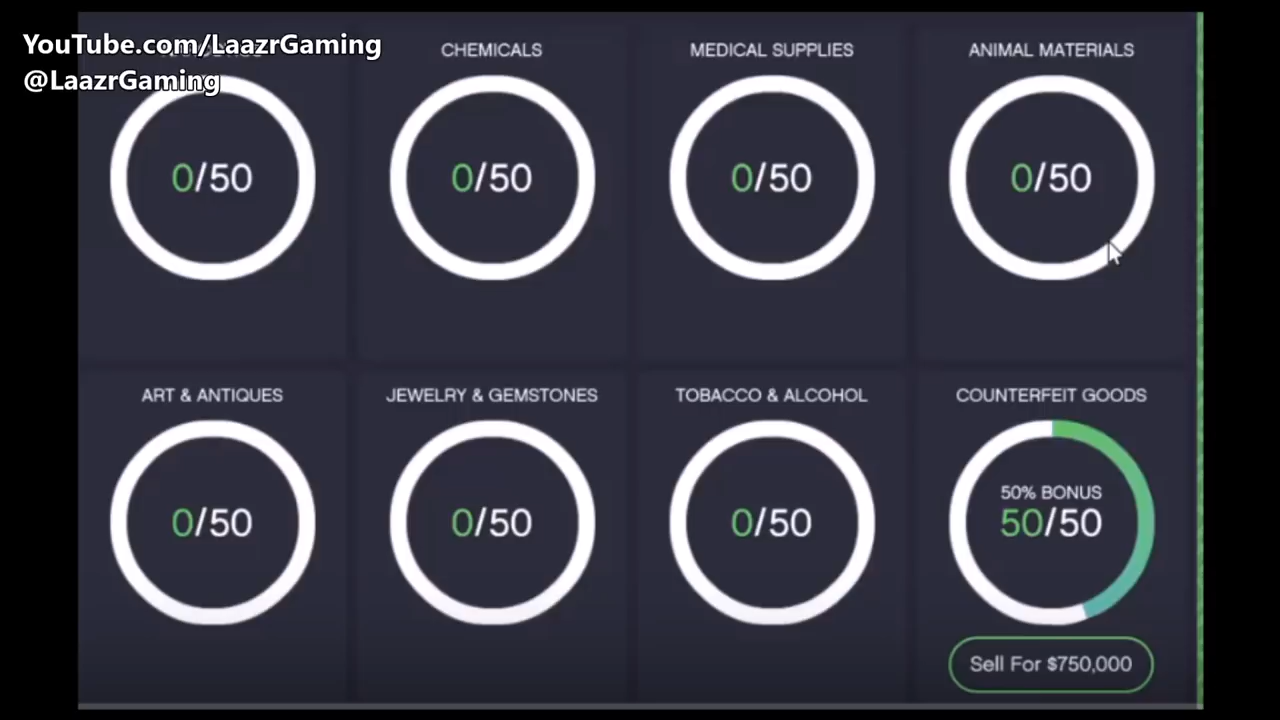 YouTube.com/LaazrGaming
@LaazrGaming
CHEMICALS
MEDICAL SUPPLIES
ANIMAL MATERIALS
0/50
0/50
0/50
0/50
ART & ANTIQUES
JEWELRY & GEMSTONES
TOBACCO & ALCOHOL
COUNTERFEIT GOODS
0/50
0/50
0/50
50% BONUS
50/50
Sell For $750,000